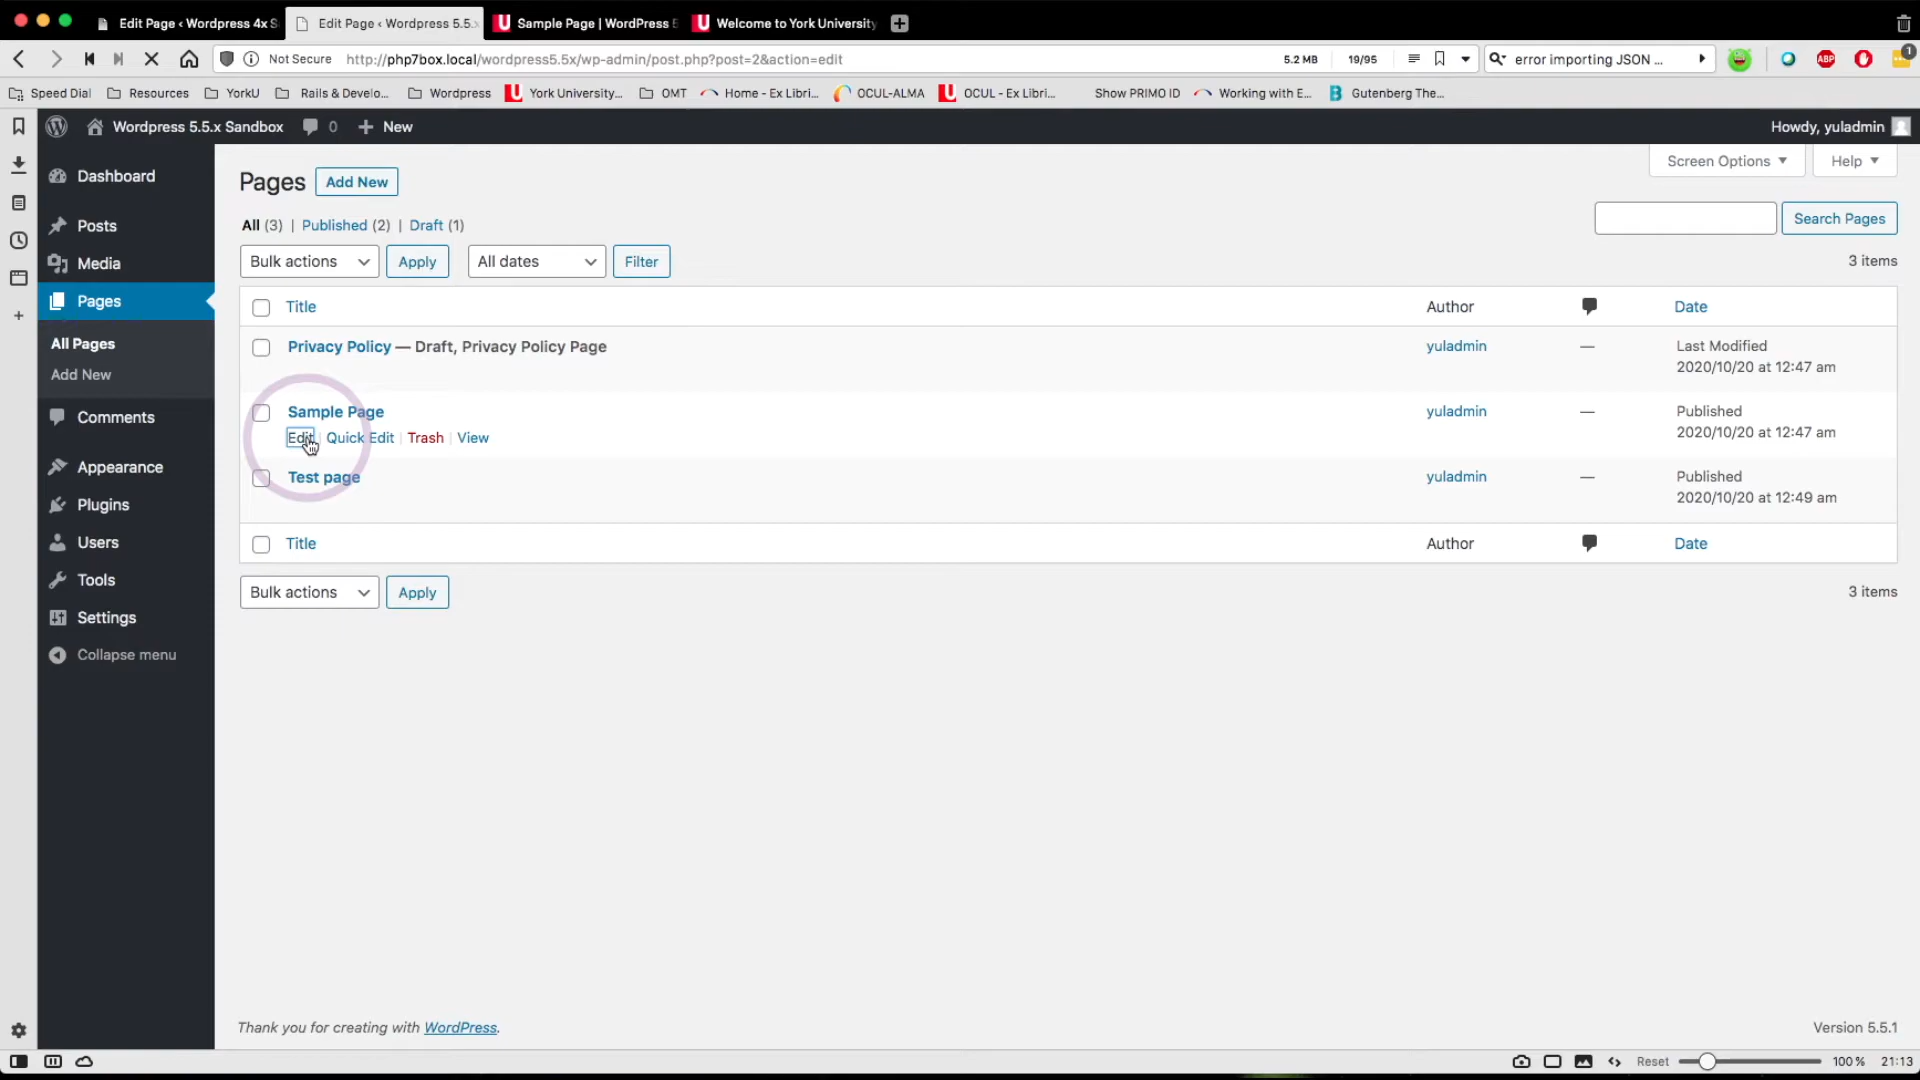 Edit Page ‹ Wordpress 4x S
Edit Page ‹ Wordpress 5.5.
Sample Page | WordPress 5
Welcome to York University
Not Secure http://php7box.local/wordpress5.5x/wp-admin/post.php?post=2&action=edit 5.2 MB 19/95 error importing JSON ... 1
Speed Dial Resources YorkU Rails & Develo... Wordpress York University... OMT Home - Ex Libri... OCUL-ALMA OCUL - Ex Libri... Show PRIMO ID Working with E... Gutenberg The...
Wordpress 5.5.x Sandbox 0 + New Howdy, yuladmin
Dashboard
Posts
Media
Pages
All Pages
Add New
Comments
Appearance
Plugins
Users
Tools
Settings
Collapse menu
Screen Options ▼ Help ▼
Pages Add New
All (3) | Published (2) | Draft (1)
Search Pages
Bulk actions Apply All dates Filter 3 items
Title Author Date
Privacy Policy — Draft, Privacy Policy Page yuladmin — Last Modified
2020/10/20 at 12:47 am
Sample Page yuladmin — Published
2020/10/20 at 12:47 am
Edit | Quick Edit | Trash | View
Test page yuladmin — Published
2020/10/20 at 12:49 am
Title Author Date
Bulk actions Apply 3 items
Thank you for creating with WordPress. Version 5.5.1
Reset 100 % 21:13
ABP